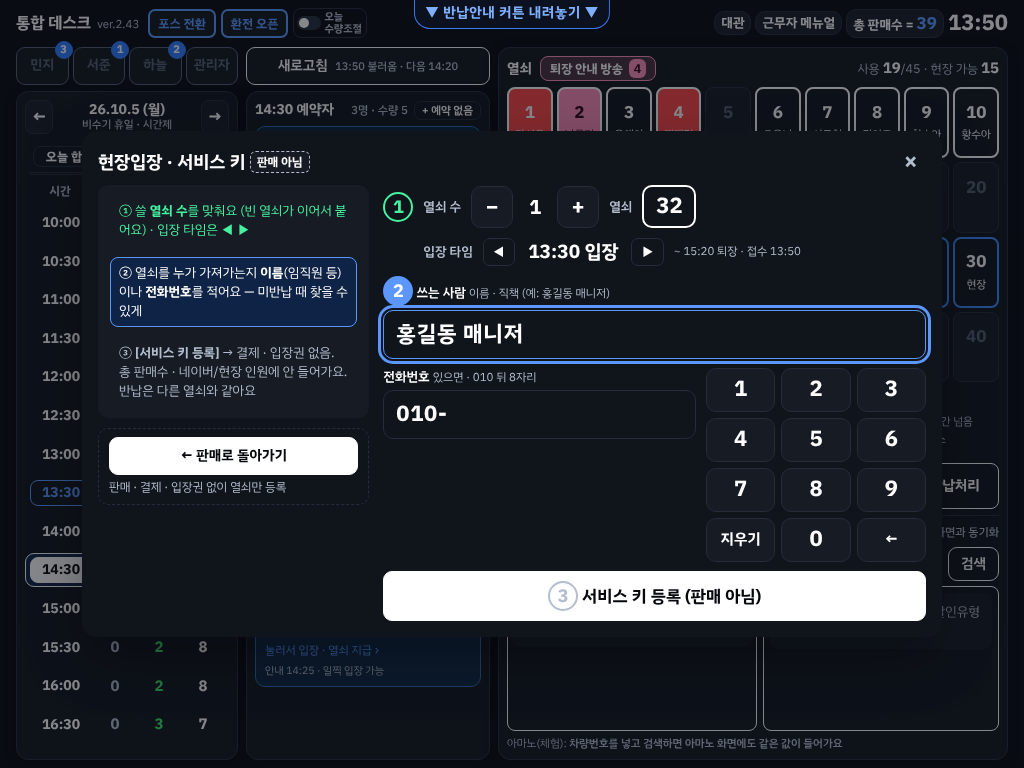 통합 데스크 ver.2.43 포스 전환 환전 오픈 오늘 수량조절
▼ 반납안내 커튼 내려놓기 ▼
대관 근무자 메뉴얼 총 판매수 = 39 13:50
민지 3 서준 1 하늘 2 관리자
새로고침 13:50 불러옴 · 다음 14:20
열쇠 퇴장 안내 방송 4 사용 19/45 · 현장 가능 15
← 26.10.5 (월) →
비수기 휴일 · 시간제
14:30 예약자 3명 · 수량 5 + 예약 없음
1 2 3 4 5 6 7 8 9 10
황수아
오늘 합
현장입장 · 서비스 키 판매 아님 ×
시간
① 쓸 열쇠 수를 맞춰요 (빈 열쇠가 이어서 붙
어요) · 입장 타임은 ◀ ▶
② 열쇠를 누가 가져가는지 이름(임직원 등)
이나 전화번호를 적어요 — 미반납 때 찾을 수
있게
③ [서비스 키 등록] → 결제 · 입장권 없음.
총 판매수 · 네이버/현장 인원에 안 들어가요.
반납은 다른 열쇠와 같아요
← 판매로 돌아가기
판매 · 결제 · 입장권 없이 열쇠만 등록
1 열쇠 수 − 1 + 열쇠 32
입장 타임 ◀ 13:30 입장 ▶ ~ 15:20 퇴장 · 접수 13:50
2 쓰는 사람 이름 · 직책 (예: 홍길동 매니저)
홍길동 매니저
전화번호 있으면 · 010 뒤 8자리
010-
1 2 3
4 5 6
7 8 9
지우기 0 ←
3 서비스 키 등록 (판매 아님)
20
30
현장
40
간 넘음
납처리
화면과 동기화
검색
할인유형
10:00
10:30
11:00
11:30
12:00
12:30
13:00
13:30
14:00
14:30
15:00
15:30 0 2 8
16:00 0 2 8
16:30 0 3 7
눌러서 입장 · 열쇠 지급 ›
안내 14:25 · 일찍 입장 가능
아마노(체험): 차량번호를 넣고 검색하면 아마노 화면에도 같은 값이 들어가요